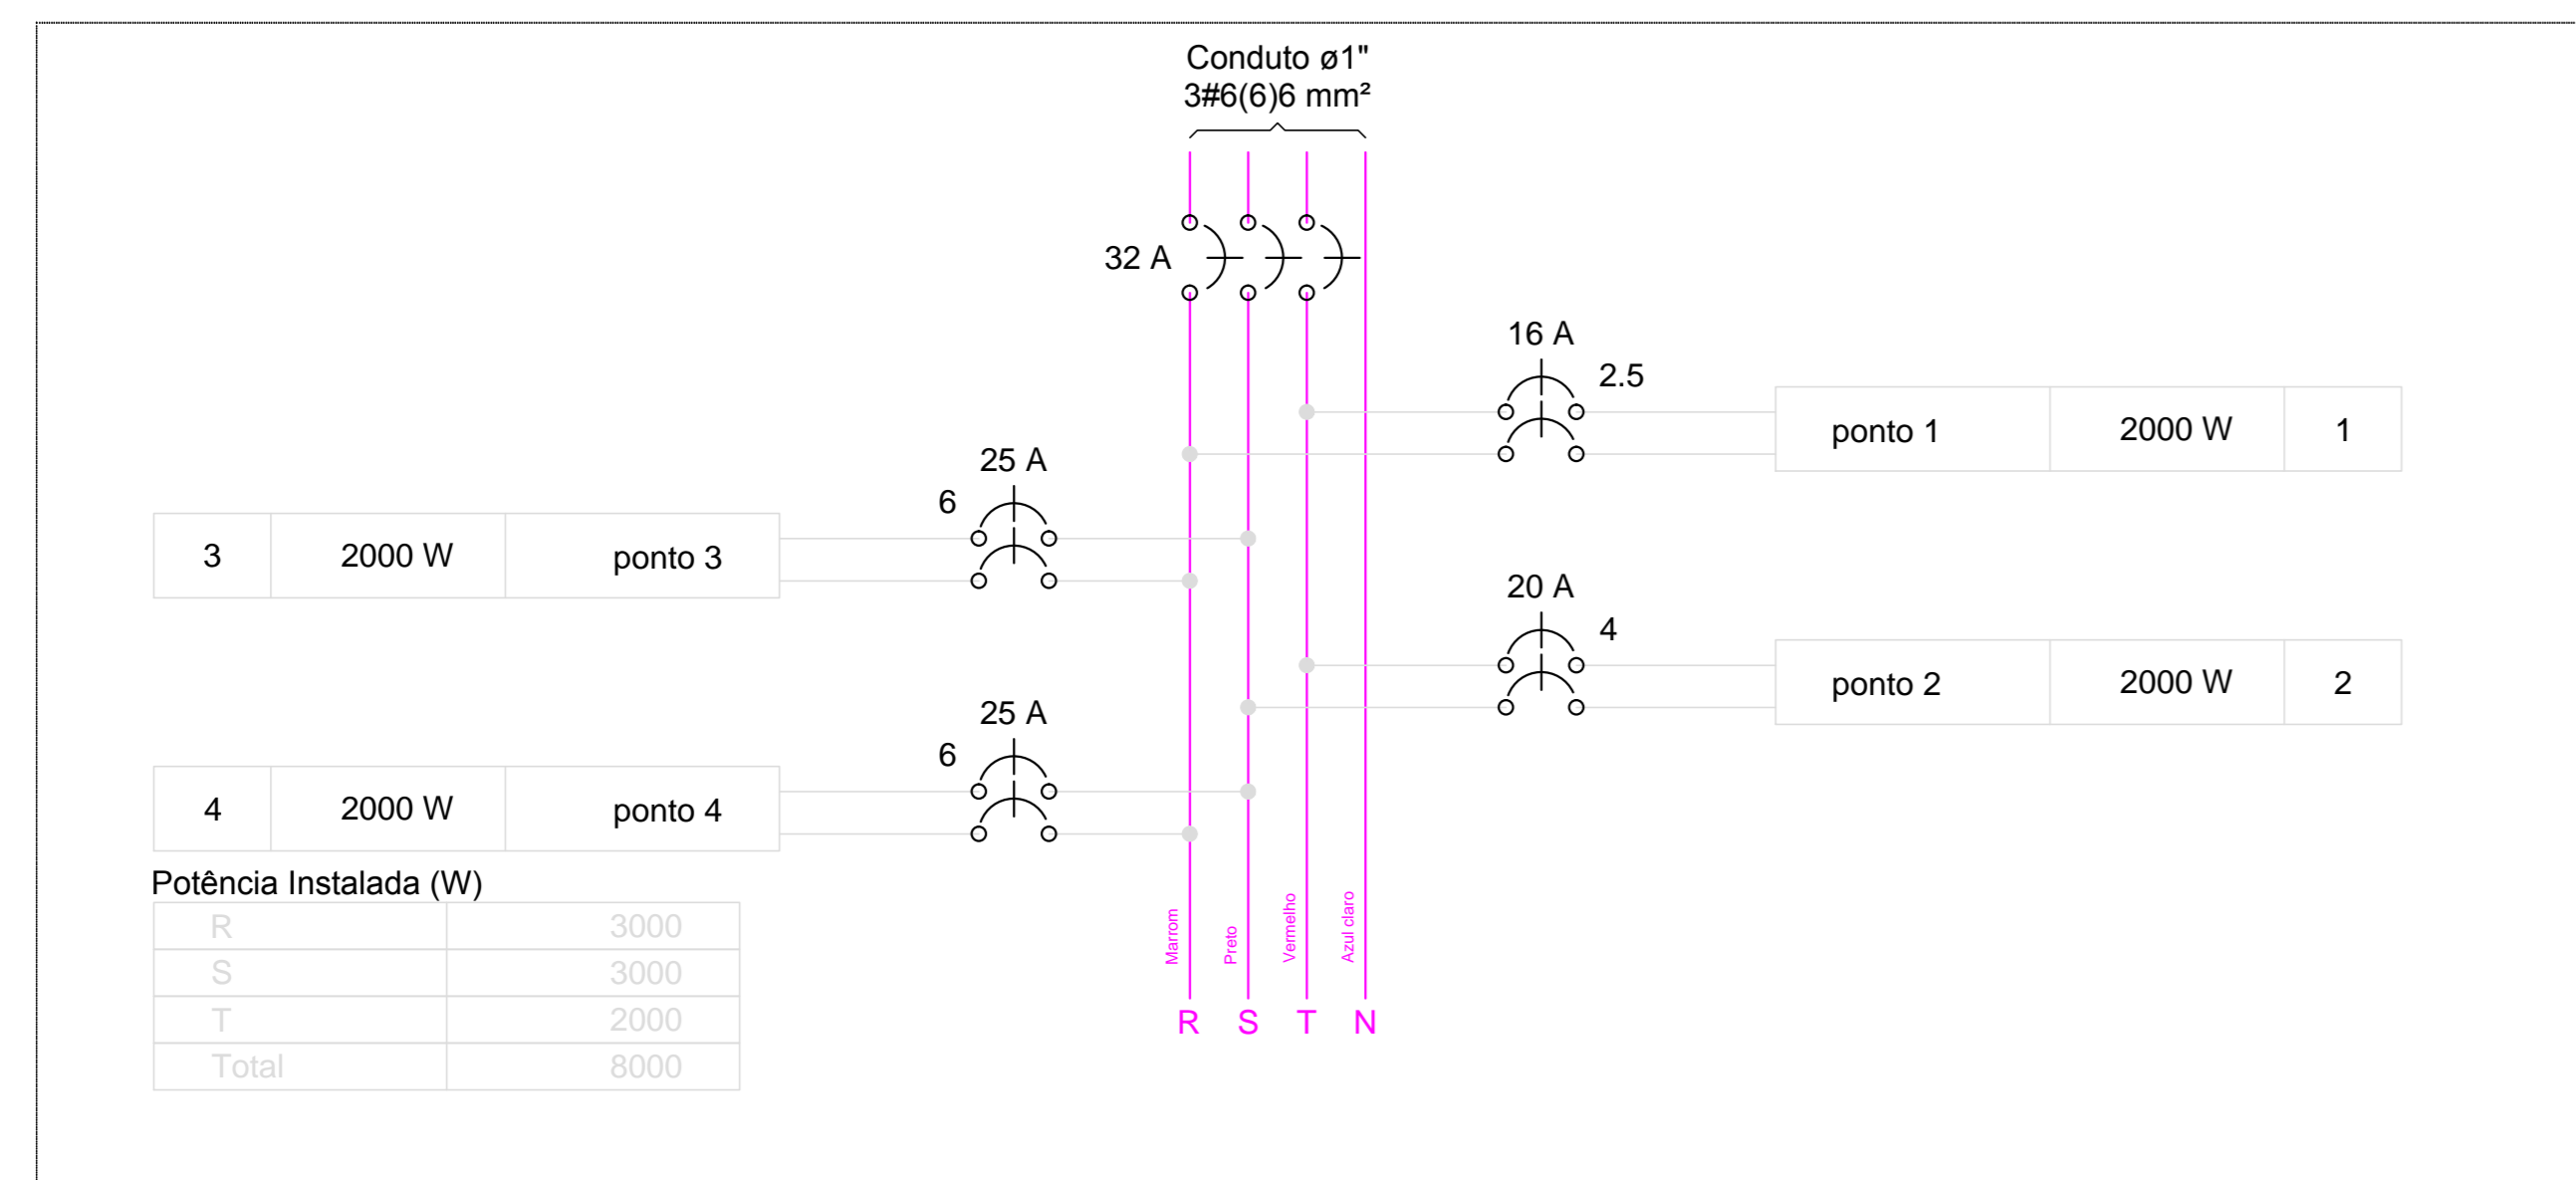 Conduto ø1"
3#6(6)6 mm²
32 A
16 A
2.5
ponto 1 2000 W 1
25 A
6
3 2000 W ponto 3
20 A
4
ponto 2 2000 W 2
25 A
6
4 2000 W ponto 4
Potência Instalada (W)
R 3000
S 3000
T 2000
Total 8000
Marrom
Preto
Vermelho
Azul claro
R S T N